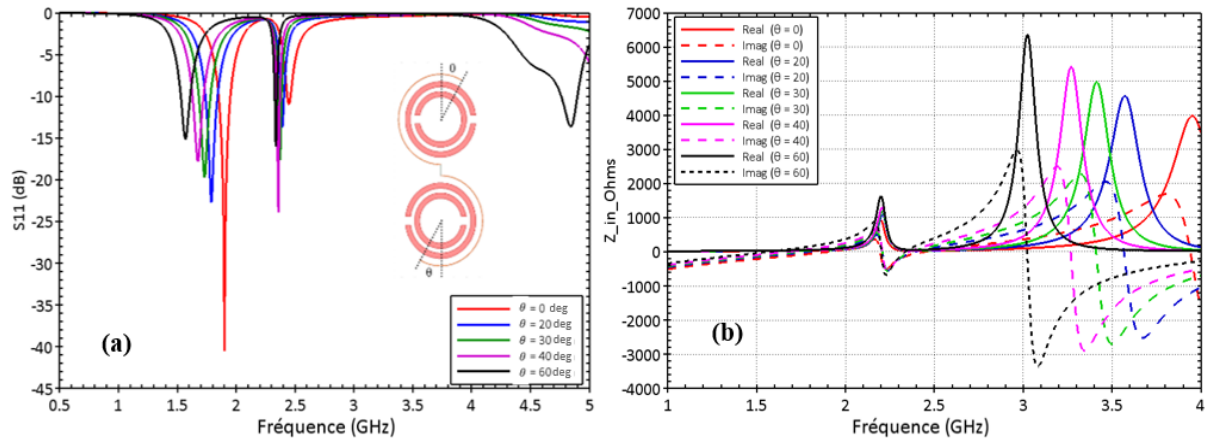 0
-5
-10
-15
-20
-25
-30
-35
-40
-45
S11 (dB)
0.5
1
1.5
2
2.5
3
3.5
4
4.5
5
Fréquence (GHz)
θ
θ
θ = 0 deg
θ = 20 deg
θ = 30 deg
θ = 40 deg
θ = 60 deg
(a)
7000
6000
5000
4000
3000
2000
1000
0
-1000
-2000
-3000
-4000
Z_in_Ohms
Real (θ = 0)
Imag (θ = 0)
Real (θ = 20)
Imag (θ = 20)
Real (θ = 30)
Imag (θ = 30)
Real (θ = 40)
Imag (θ = 40)
Real (θ = 60)
Imag (θ = 60)
(b)
1
1.5
2
2.5
3
3.5
4
Fréquence (GHz)